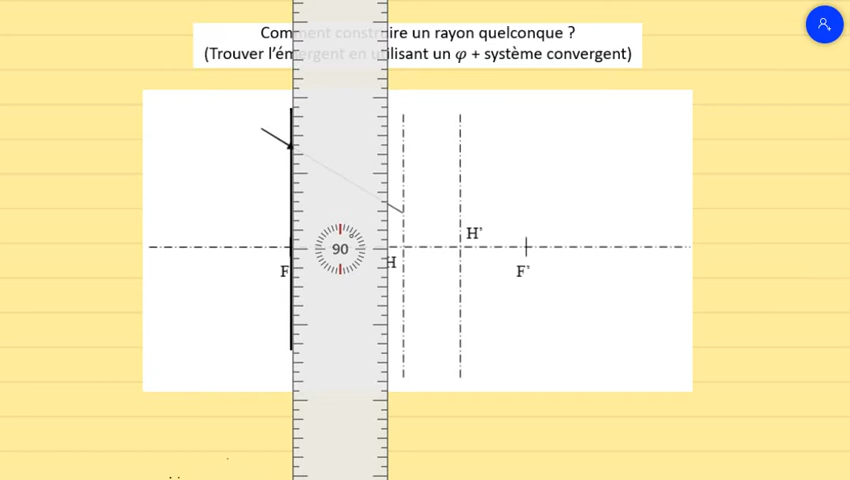 Comment construire un rayon quelconque ?
(Trouver l’émergent en utilisant un φ + système convergent)
H'
H
F
F'
90